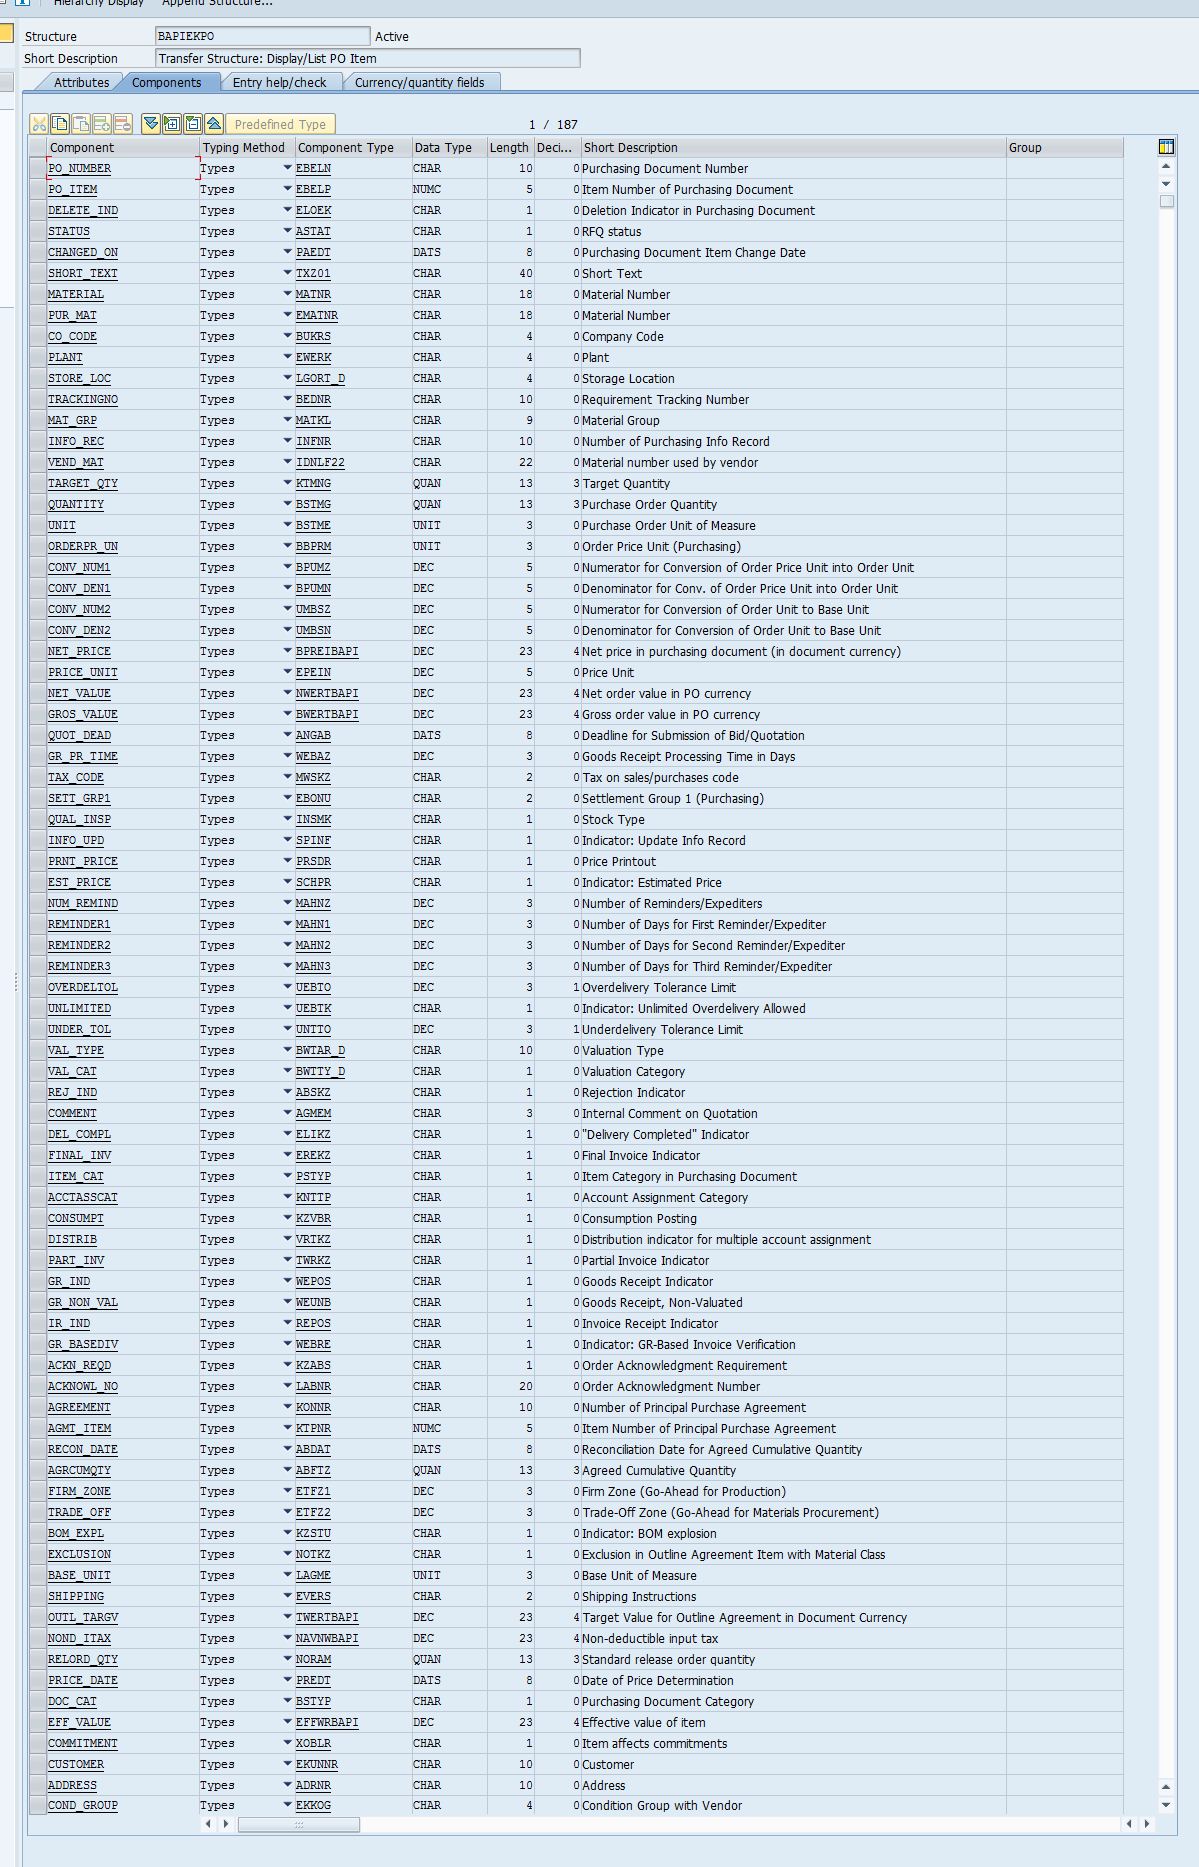 Hierarchy Display Append Structure...
Structure BAPIEKPO Active
Short Description Transfer Structure: Display/List PO Item
Attributes Components Entry help/check Currency/quantity fields
Predefined Type 1 / 187
Component Typing Method Component Type Data Type Length Deci... Short Description Group
PO_NUMBER Types EBELN CHAR 10 0 Purchasing Document Number
PO_ITEM Types EBELP NUMC 5 0 Item Number of Purchasing Document
DELETE_IND Types ELOEK CHAR 1 0 Deletion Indicator in Purchasing Document
STATUS Types ASTAT CHAR 1 0 RFQ status
CHANGED_ON Types PAEDT DATS 8 0 Purchasing Document Item Change Date
SHORT_TEXT Types TXZ01 CHAR 40 0 Short Text
MATERIAL Types MATNR CHAR 18 0 Material Number
PUR_MAT Types EMATNR CHAR 18 0 Material Number
CO_CODE Types BUKRS CHAR 4 0 Company Code
PLANT Types EWERK CHAR 4 0 Plant
STORE_LOC Types LGORT_D CHAR 4 0 Storage Location
TRACKINGNO Types BEDNR CHAR 10 0 Requirement Tracking Number
MAT_GRP Types MATKL CHAR 9 0 Material Group
INFO_REC Types INFNR CHAR 10 0 Number of Purchasing Info Record
VEND_MAT Types IDNLF22 CHAR 22 0 Material number used by vendor
TARGET_QTY Types KTMNG QUAN 13 3 Target Quantity
QUANTITY Types BSTMG QUAN 13 3 Purchase Order Quantity
UNIT Types BSTME UNIT 3 0 Purchase Order Unit of Measure
ORDERPR_UN Types BBPRM UNIT 3 0 Order Price Unit (Purchasing)
CONV_NUM1 Types BPUMZ DEC 5 0 Numerator for Conversion of Order Price Unit into Order Unit
CONV_DEN1 Types BPUMN DEC 5 0 Denominator for Conv. of Order Price Unit into Order Unit
CONV_NUM2 Types UMBSZ DEC 5 0 Numerator for Conversion of Order Unit to Base Unit
CONV_DEN2 Types UMBSN DEC 5 0 Denominator for Conversion of Order Unit to Base Unit
NET_PRICE Types BPREIBAPI DEC 23 4 Net price in purchasing document (in document currency)
PRICE_UNIT Types EPEIN DEC 5 0 Price Unit
NET_VALUE Types NWERTBAPI DEC 23 4 Net order value in PO currency
GROS_VALUE Types BWERTBAPI DEC 23 4 Gross order value in PO currency
QUOT_DEAD Types ANGAB DATS 8 0 Deadline for Submission of Bid/Quotation
GR_PR_TIME Types WEBAZ DEC 3 0 Goods Receipt Processing Time in Days
TAX_CODE Types MWSKZ CHAR 2 0 Tax on sales/purchases code
SETT_GRP1 Types EBONU CHAR 2 0 Settlement Group 1 (Purchasing)
QUAL_INSP Types INSMK CHAR 1 0 Stock Type
INFO_UPD Types SPINF CHAR 1 0 Indicator: Update Info Record
PRNT_PRICE Types PRSDR CHAR 1 0 Price Printout
EST_PRICE Types SCHPR CHAR 1 0 Indicator: Estimated Price
NUM_REMIND Types MAHNZ DEC 3 0 Number of Reminders/Expediters
REMINDER1 Types MAHN1 DEC 3 0 Number of Days for First Reminder/Expediter
REMINDER2 Types MAHN2 DEC 3 0 Number of Days for Second Reminder/Expediter
REMINDER3 Types MAHN3 DEC 3 0 Number of Days for Third Reminder/Expediter
OVERDELTOL Types UEBTO DEC 3 1 Overdelivery Tolerance Limit
UNLIMITED Types UEBTK CHAR 1 0 Indicator: Unlimited Overdelivery Allowed
UNDER_TOL Types UNTTO DEC 3 1 Underdelivery Tolerance Limit
VAL_TYPE Types BWTAR_D CHAR 10 0 Valuation Type
VAL_CAT Types BWTTY_D CHAR 1 0 Valuation Category
REJ_IND Types ABSKZ CHAR 1 0 Rejection Indicator
COMMENT Types AGMEM CHAR 3 0 Internal Comment on Quotation
DEL_COMPL Types ELIKZ CHAR 1 0 "Delivery Completed" Indicator
FINAL_INV Types EREKZ CHAR 1 0 Final Invoice Indicator
ITEM_CAT Types PSTYP CHAR 1 0 Item Category in Purchasing Document
ACCTASSCAT Types KNTTP CHAR 1 0 Account Assignment Category
CONSUMPT Types KZVBR CHAR 1 0 Consumption Posting
DISTRIB Types VRTKZ CHAR 1 0 Distribution indicator for multiple account assignment
PART_INV Types TWRKZ CHAR 1 0 Partial Invoice Indicator
GR_IND Types WEPOS CHAR 1 0 Goods Receipt Indicator
GR_NON_VAL Types WEUNB CHAR 1 0 Goods Receipt, Non-Valuated
IR_IND Types REPOS CHAR 1 0 Invoice Receipt Indicator
GR_BASEDIV Types WEBRE CHAR 1 0 Indicator: GR-Based Invoice Verification
ACKN_REQD Types KZABS CHAR 1 0 Order Acknowledgment Requirement
ACKNOWL_NO Types LABNR CHAR 20 0 Order Acknowledgment Number
AGREEMENT Types KONNR CHAR 10 0 Number of Principal Purchase Agreement
AGMT_ITEM Types KTPNR NUMC 5 0 Item Number of Principal Purchase Agreement
RECON_DATE Types ABDAT DATS 8 0 Reconciliation Date for Agreed Cumulative Quantity
AGRCUMQTY Types ABFTZ QUAN 13 3 Agreed Cumulative Quantity
FIRM_ZONE Types ETFZ1 DEC 3 0 Firm Zone (Go-Ahead for Production)
TRADE_OFF Types ETFZ2 DEC 3 0 Trade-Off Zone (Go-Ahead for Materials Procurement)
BOM_EXPL Types KZSTU CHAR 1 0 Indicator: BOM explosion
EXCLUSION Types NOTKZ CHAR 1 0 Exclusion in Outline Agreement Item with Material Class
BASE_UNIT Types LAGME UNIT 3 0 Base Unit of Measure
SHIPPING Types EVERS CHAR 2 0 Shipping Instructions
OUTL_TARGV Types TWERTBAPI DEC 23 4 Target Value for Outline Agreement in Document Currency
NOND_ITAX Types NAVNWBAPI DEC 23 4 Non-deductible input tax
RELORD_QTY Types NORAM QUAN 13 3 Standard release order quantity
PRICE_DATE Types PREDT DATS 8 0 Date of Price Determination
DOC_CAT Types BSTYP CHAR 1 0 Purchasing Document Category
EFF_VALUE Types EFFWRBAPI DEC 23 4 Effective value of item
COMMITMENT Types XOBLR CHAR 1 0 Item affects commitments
CUSTOMER Types EKUNNR CHAR 10 0 Customer
ADDRESS Types ADRNR CHAR 10 0 Address
COND_GROUP Types EKKOG CHAR 4 0 Condition Group with Vendor